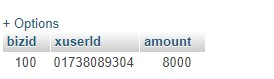 + Options
bizid xuserId amount
100 01738089304 8000